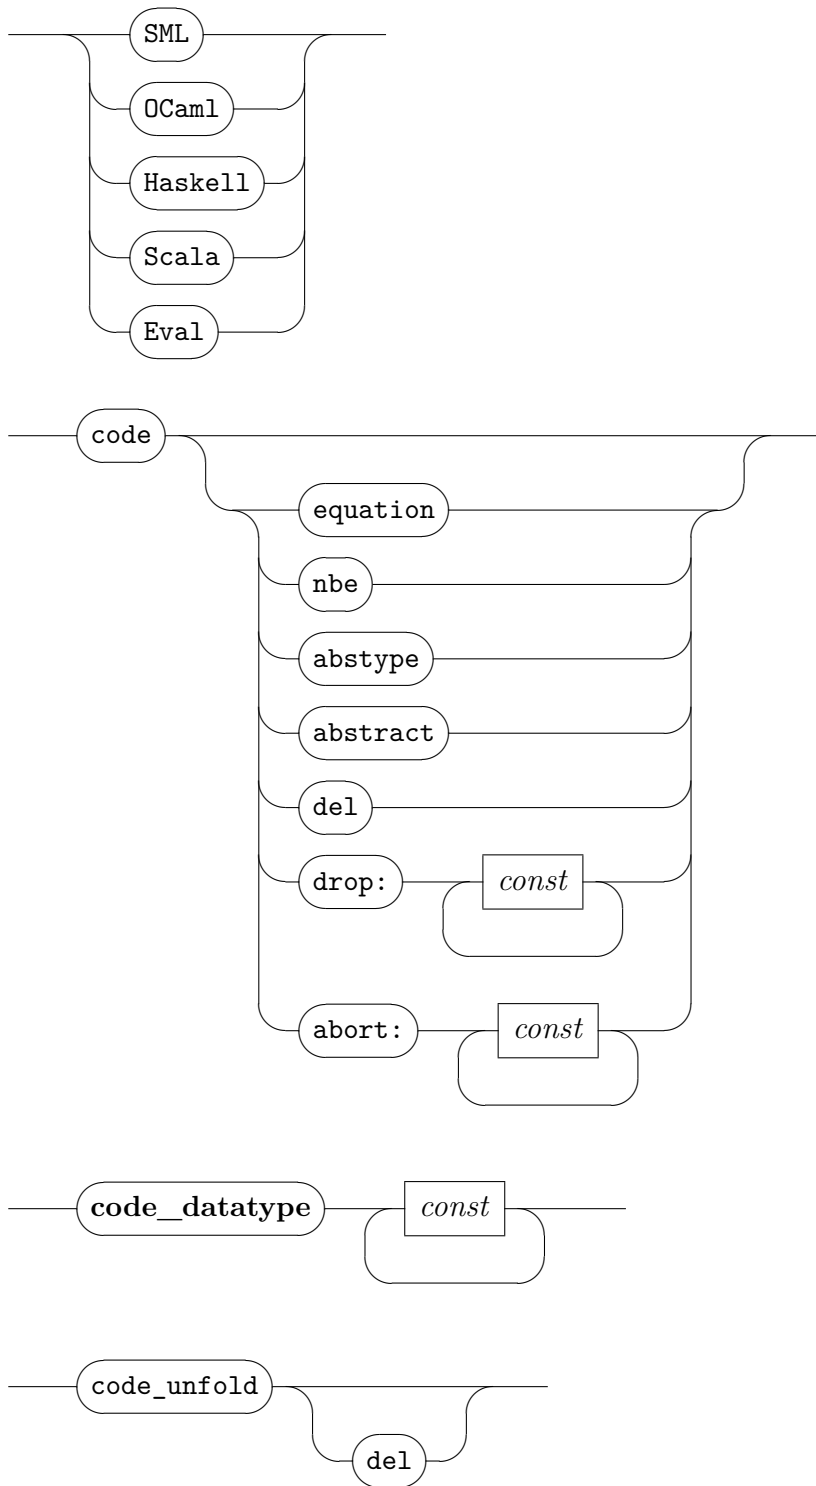 SML
OCaml
Haskell
Scala
Eval
code
equation
nbe
abstype
abstract
del
drop: const
abort: const
code_datatype const
code_unfold
del